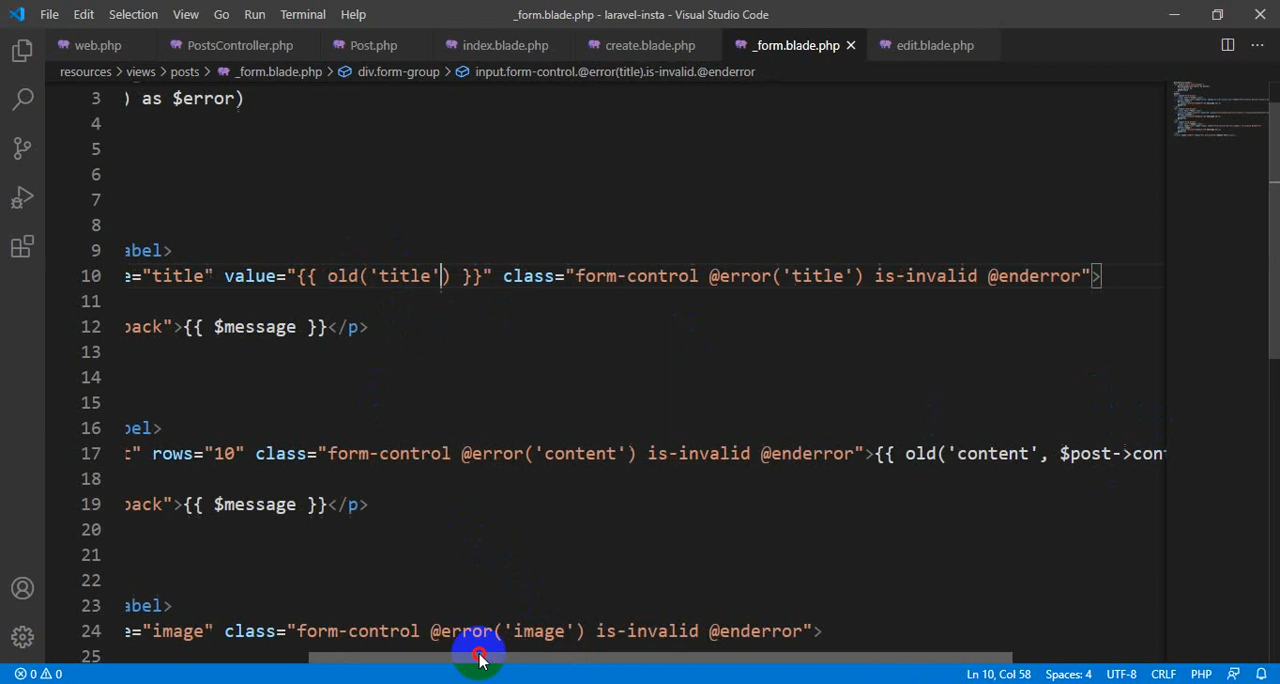 File Edit Selection View Go Run Terminal Help _form.blade.php - laravel-insta - Visual Studio Code
web.php PostsController.php Post.php index.blade.php create.blade.php _form.blade.php edit.blade.php
resources > views > posts > _form.blade.php > div.form-group > input.form-control.@error(title).is-invalid.@enderror
3 ) as $error)
4
5
6
7
8
9 abel>
10 e="title" value="{{ old('title') }}" class="form-control @error('title') is-invalid @enderror">
11
12 back">{{ $message }}</p>
13
14
15
16 bel>
17 t" rows="10" class="form-control @error('content') is-invalid @enderror">{{ old('content', $post->con
18
19 back">{{ $message }}</p>
20
21
22
23 abel>
24 e="image" class="form-control @error('image') is-invalid @enderror">
25
0 0 Ln 10, Col 58 Spaces: 4 UTF-8 CRLF PHP